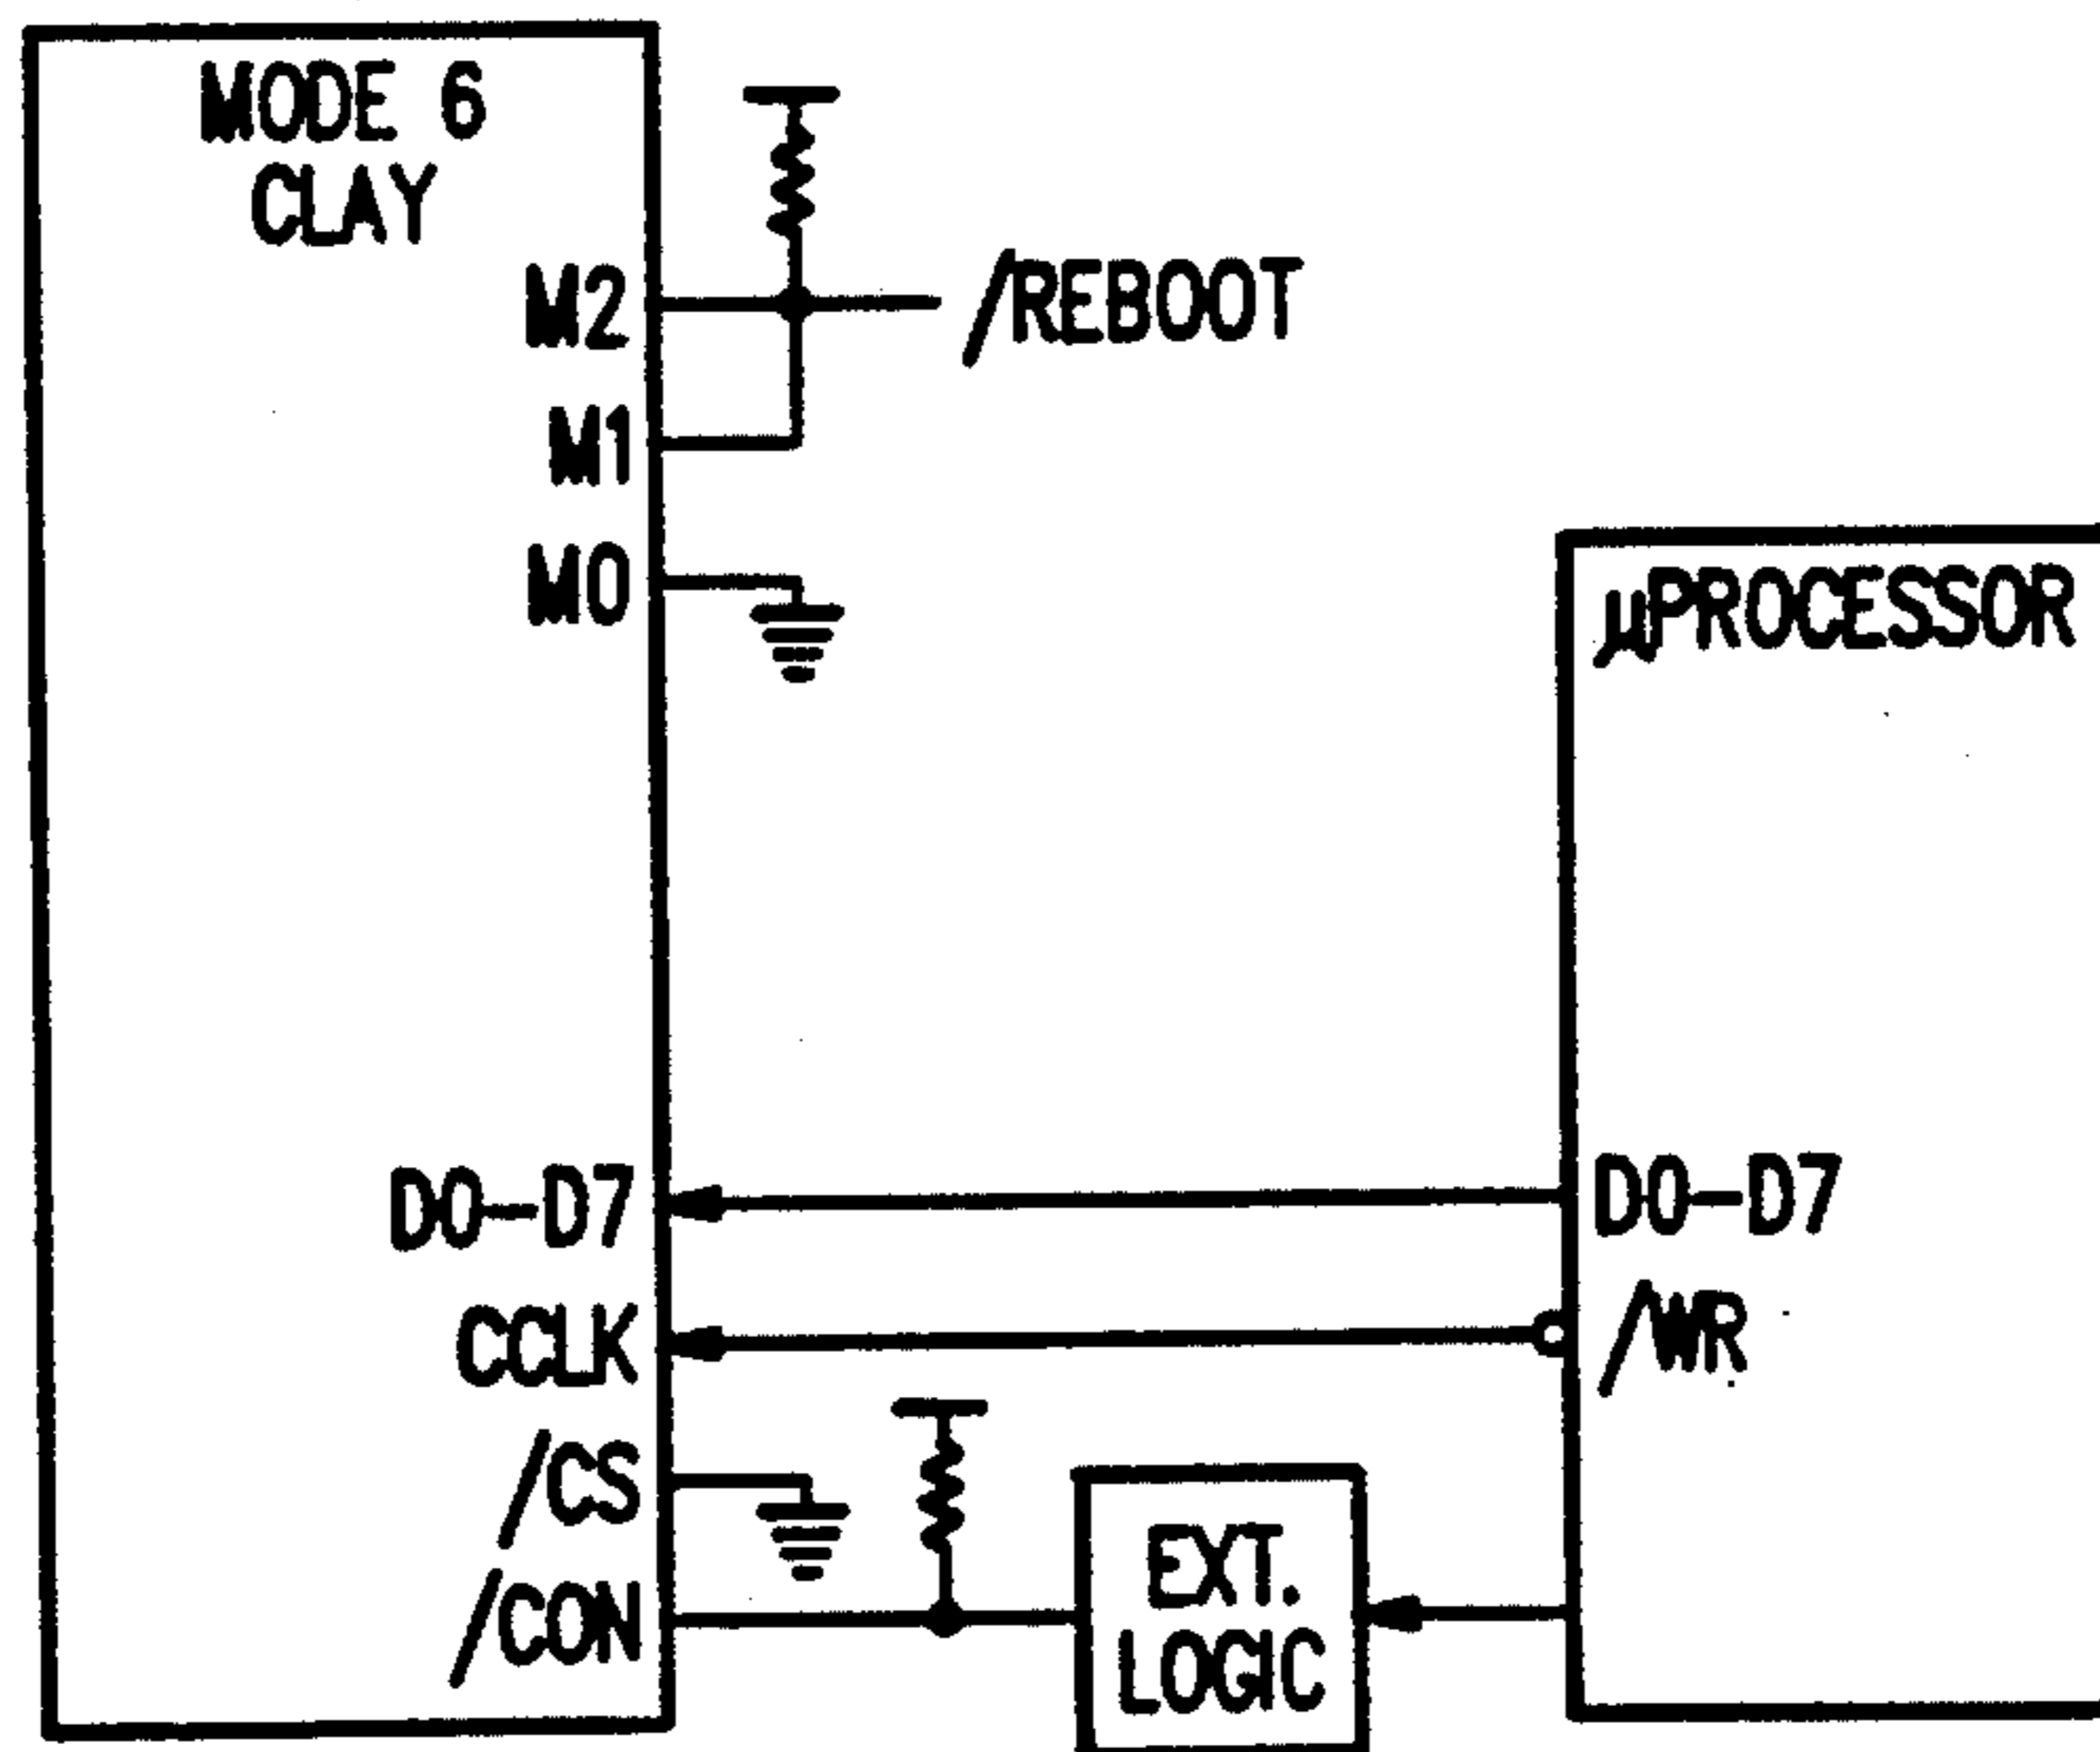 MODE 6
CLAY
M2
/REBOOT
M1
M0
µPROCESSOR
D0-D7
D0-D7
CCLK
/WR
/CS
/CON
EXT.
LOGIC